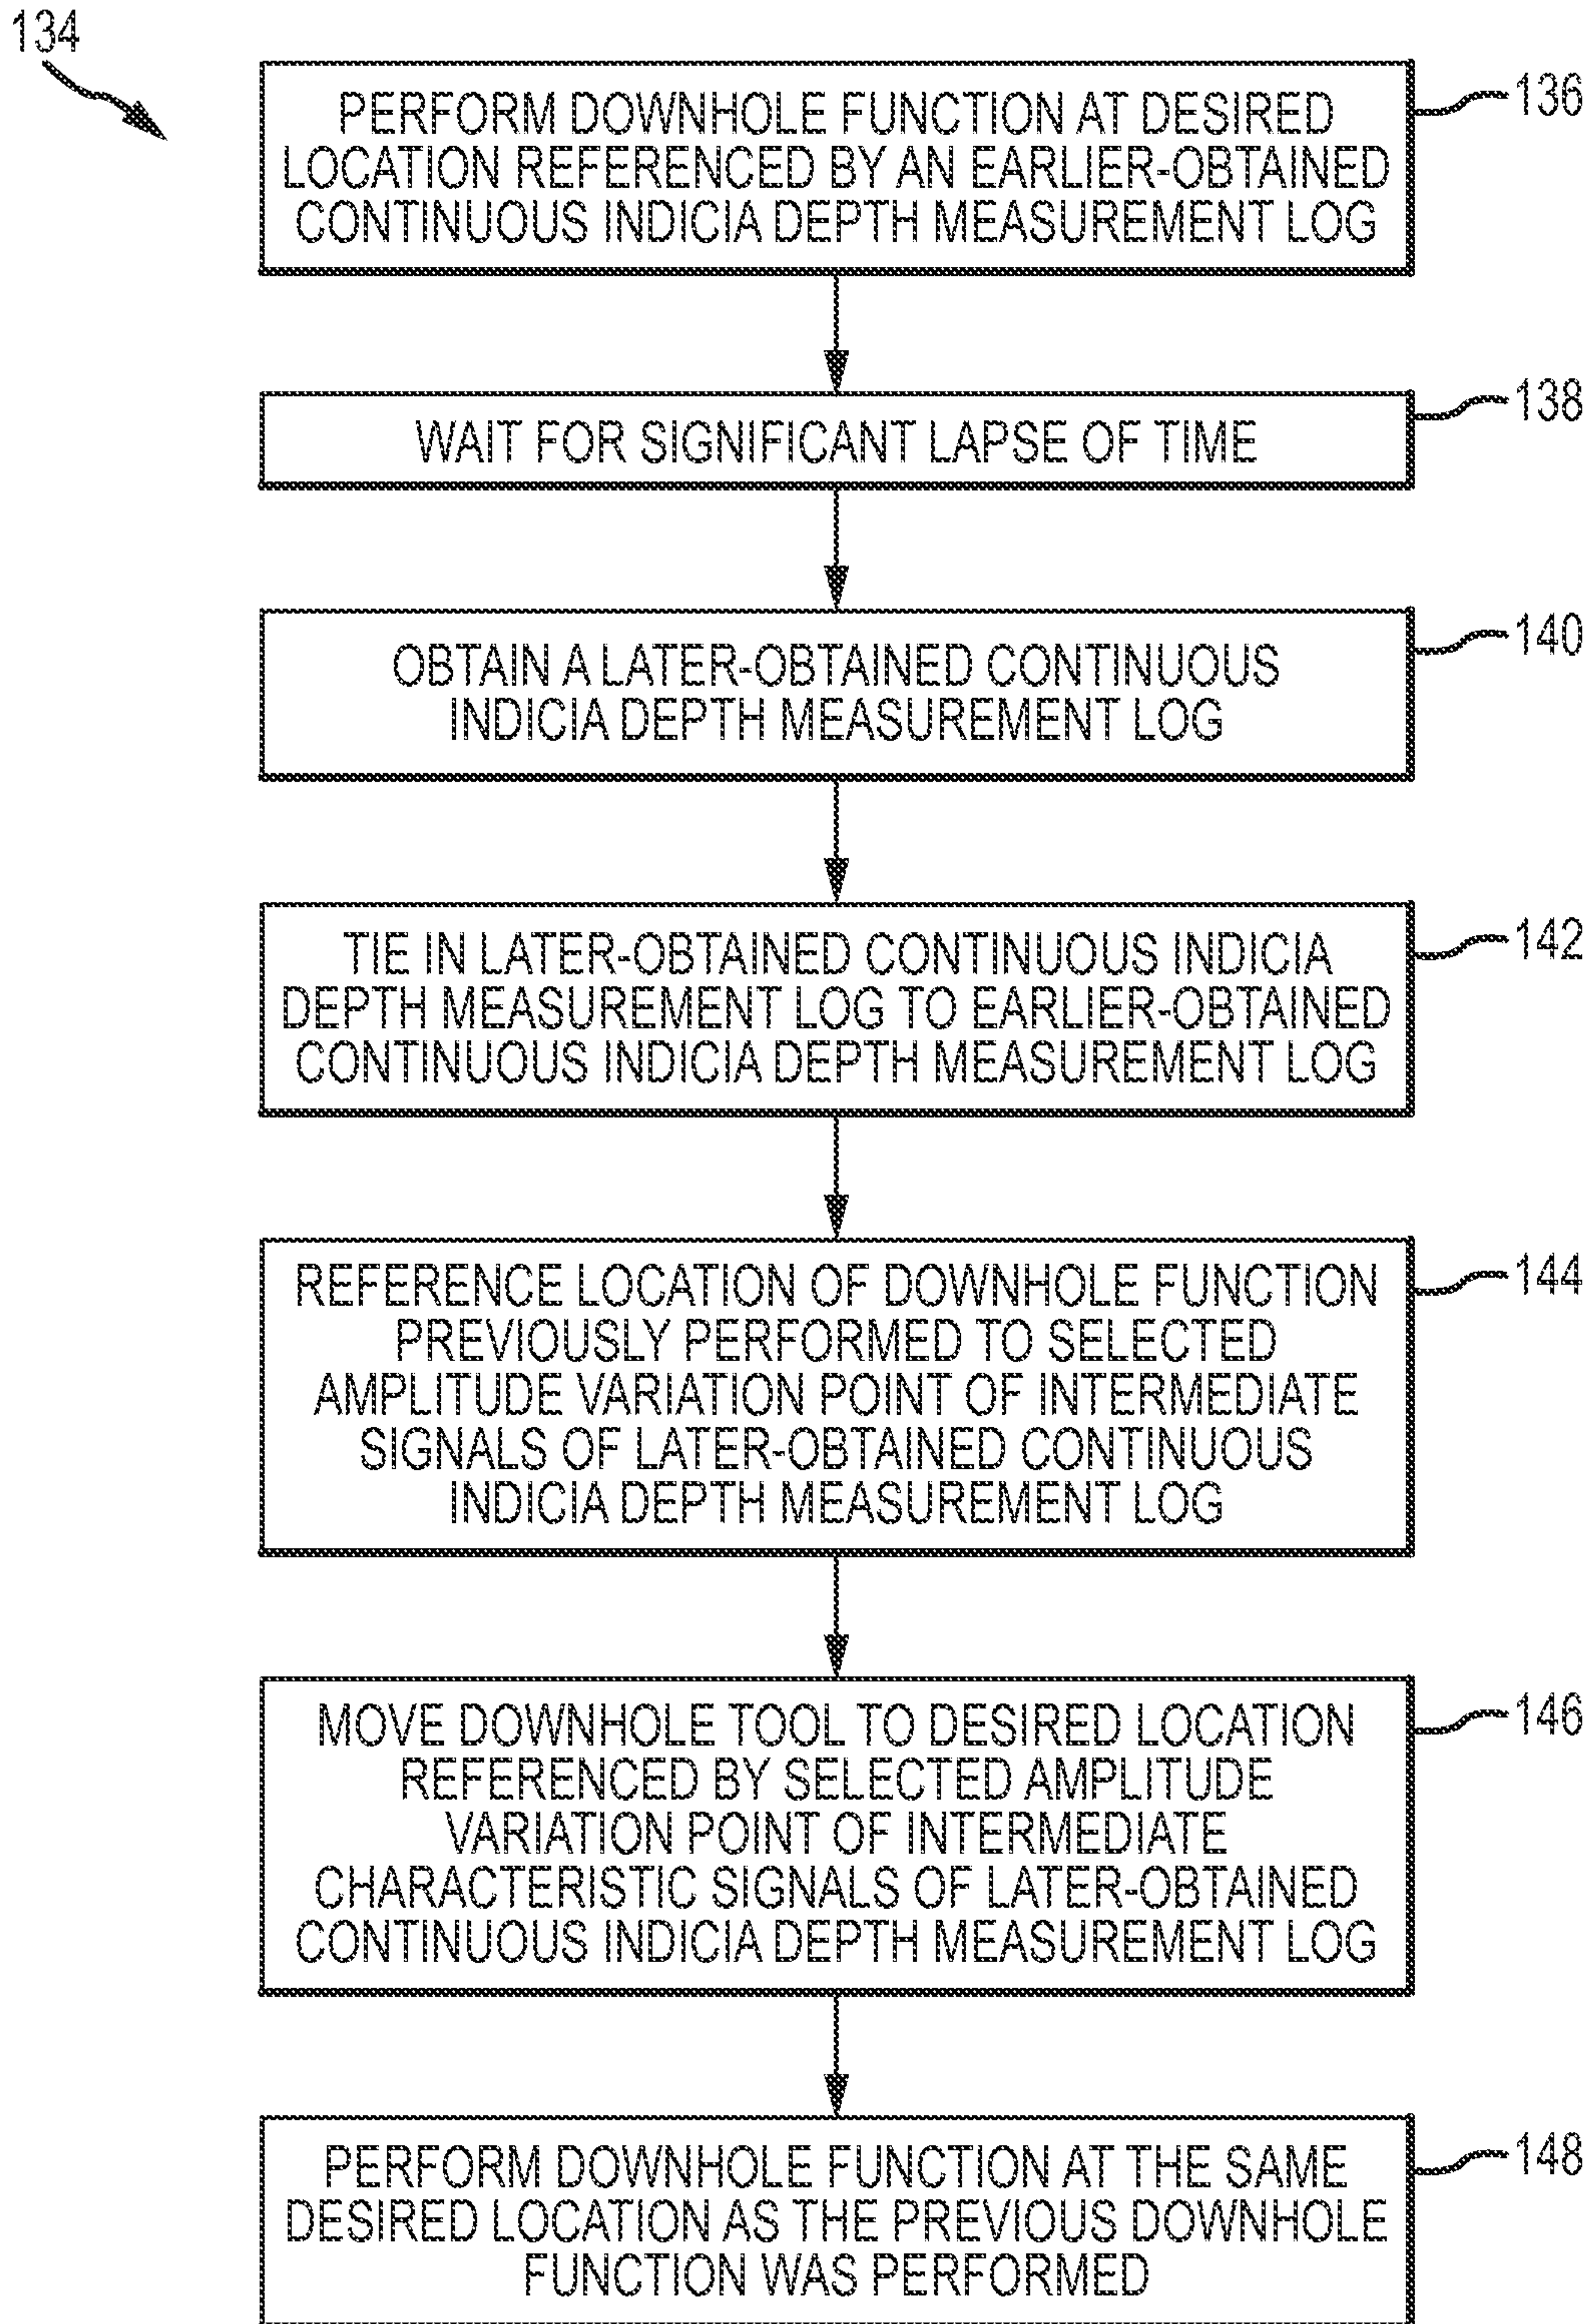 134
PERFORM DOWNHOLE FUNCTION AT DESIRED
LOCATION REFERENCED BY AN EARLIER-OBTAINED
CONTINUOUS INDICIA DEPTH MEASUREMENT LOG
136
WAIT FOR SIGNIFICANT LAPSE OF TIME
138
OBTAIN A LATER-OBTAINED CONTINUOUS
INDICIA DEPTH MEASUREMENT LOG
140
TIE IN LATER-OBTAINED CONTINUOUS INDICIA
DEPTH MEASUREMENT LOG TO EARLIER-OBTAINED
CONTINUOUS INDICIA DEPTH MEASUREMENT LOG
142
REFERENCE LOCATION OF DOWNHOLE FUNCTION
PREVIOUSLY PERFORMED TO SELECTED
AMPLITUDE VARIATION POINT OF INTERMEDIATE
SIGNALS OF LATER-OBTAINED CONTINUOUS
INDICIA DEPTH MEASUREMENT LOG
144
MOVE DOWNHOLE TOOL TO DESIRED LOCATION
REFERENCED BY SELECTED AMPLITUDE
VARIATION POINT OF INTERMEDIATE
CHARACTERISTIC SIGNALS OF LATER-OBTAINED
CONTINUOUS INDICIA DEPTH MEASUREMENT LOG
146
PERFORM DOWNHOLE FUNCTION AT THE SAME
DESIRED LOCATION AS THE PREVIOUS DOWNHOLE
FUNCTION WAS PERFORMED
148